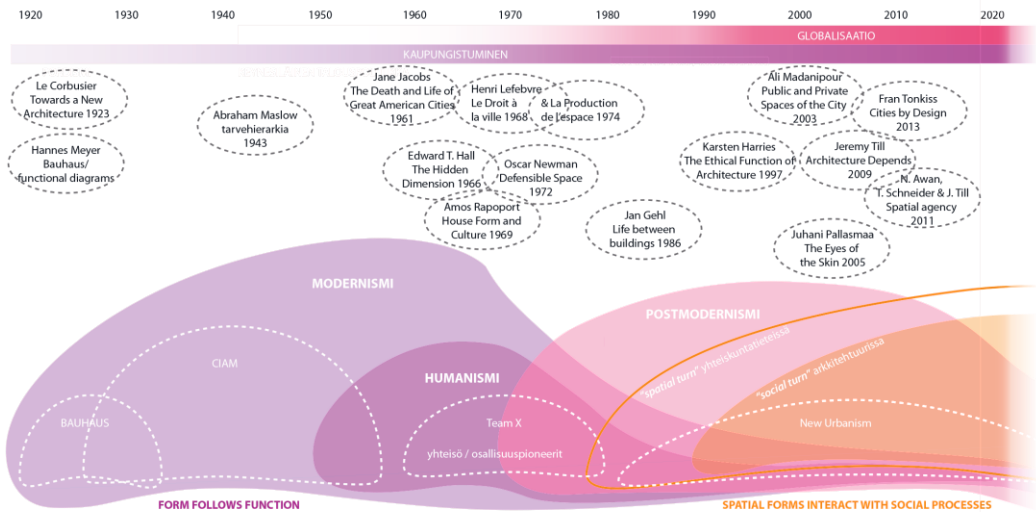 1920 1930 1950 1960 1970 1980 2000 2010 2020
GLOBALISAATIO
KAUPUNGISTUMINEN
Le Corbusier
Towards a New
Architecture 1923
Hannes Meyer
Bauhaus/
functional diagrams
Abraham Maslow
tarvehierarkia
1943
Jane Jacobs
The Death and Life of
Great American Cities
1961
Henri Lefebvre
Le Droit à
la ville 1968
& La Production
de l'espace 1974
Edward T. Hall
The Hidden
Dimension 1966
Oscar Newman
Defensible Space
1972
Amos Rapoport
House Form and
Culture 1969
Jan Gehl
Life between
buildings 1986
Karsten Harries
The Ethical Function of
Architecture 1997
Ali Madanipour
Public and Private
Spaces of the City
2003
Fran Tonkiss
Cities by Design
2013
Jeremy Till
Architecture Depends
2009
N. Awan,
T. Schneider & J. Till
Spatial agency
2011
Juhani Pallasmaa
The Eyes of
the Skin 2005
MODERNISMI
CIAM
BAUHAUS
HUMANISMI
Team X
yhteisö / osallisuuspioneerit
POSTMODERNISMI
"spatial turn" yhteiskuntatieteissä
"social turn" arkkitehtuurissa
New Urbanism
FORM FOLLOWS FUNCTION
SPATIAL FORMS INTERACT WITH SOCIAL PROCESSES